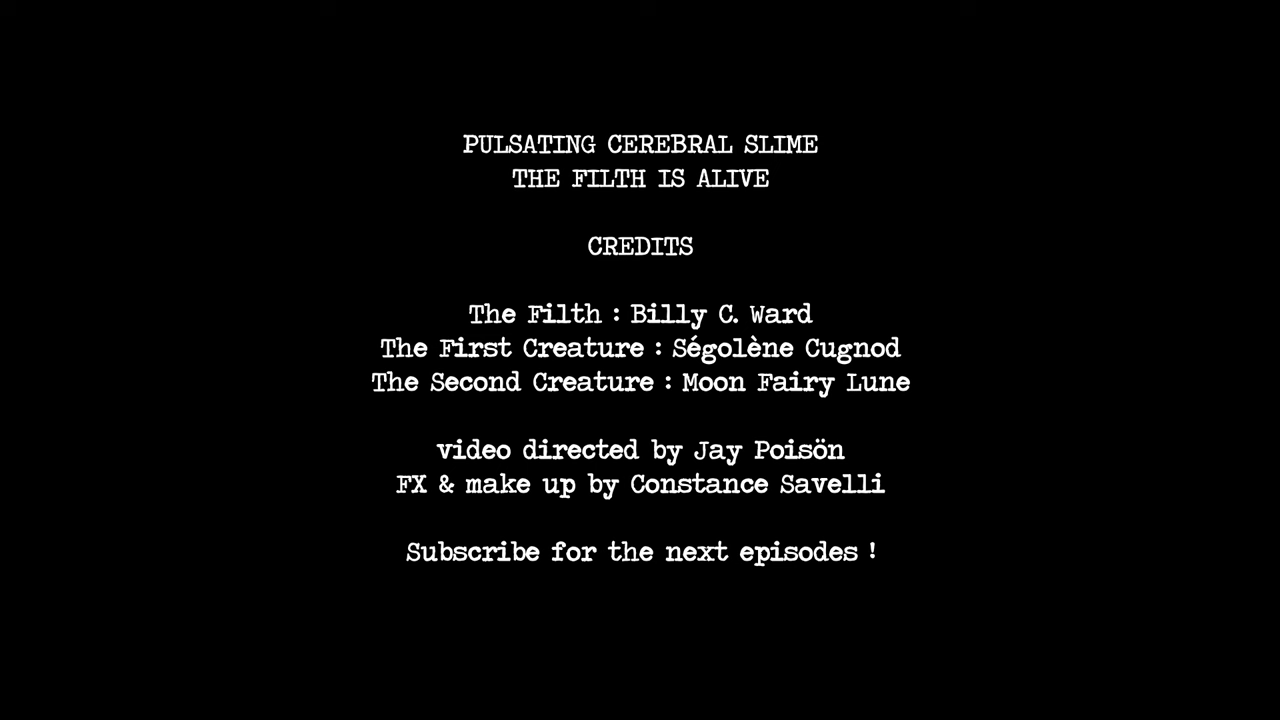 PULSATING CEREBRAL SLIME
THE FILTH IS ALIVE
CREDITS
The Filth : Billy C. Ward
The First Creature : Ségolène Cugnod
The Second Creature : Moon Fairy Lune
video directed by Jay Poisön
FX & make up by Constance Savelli
Subscribe for the next episodes !